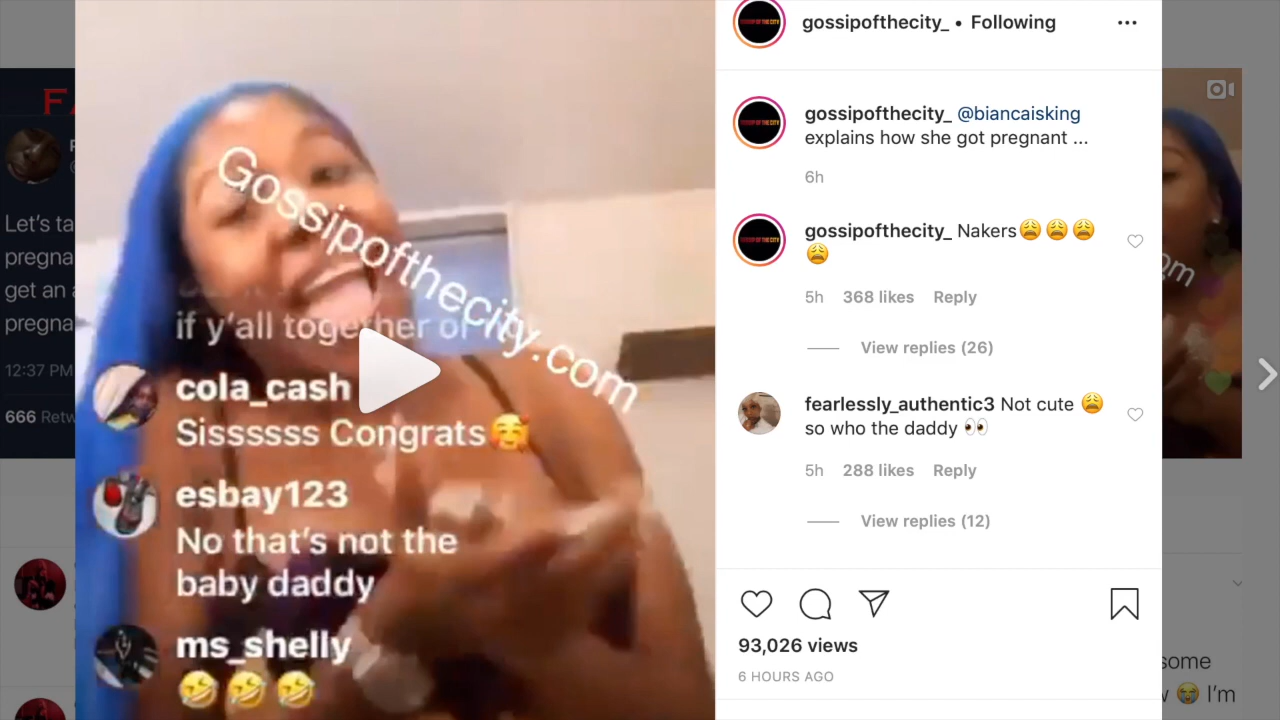 F
Let's ta
pregna
get an
pregna
12:37 PM
666 Retw
Gossipofthecity.com
if y'all together or
cola_cash
Sissssss Congrats🥰
esbay123
No that's not the
baby daddy
ms_shelly
🤣🤣🤣
gossipofthecity_ • Following
gossipofthecity_ @biancaisking
explains how she got pregnant ...
6h
gossipofthecity_ Nakers😩😩😩
😩
5h 368 likes Reply
View replies (26)
fearlessly_authentic3 Not cute 😩
so who the daddy 👀
5h 288 likes Reply
View replies (12)
93,026 views
6 HOURS AGO
om
some
w 😭 I'm